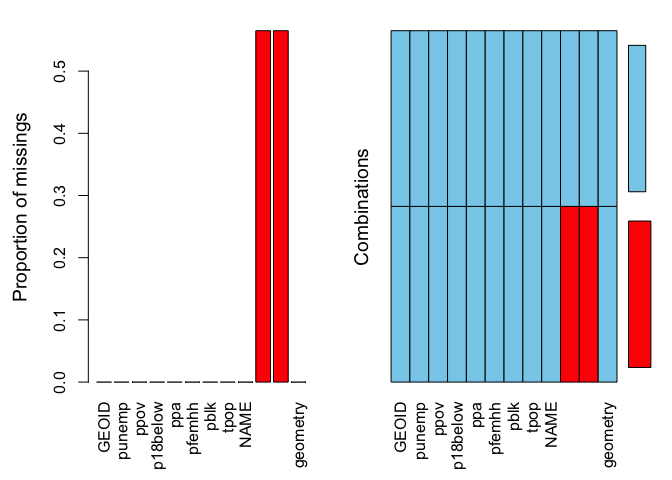 Proportion of missings
0.0
0.1
0.2
0.3
0.4
0.5
GEOID
punemp
ppov
p18below
ppa
pfemhh
pblk
tpop
NAME
geometry
Combinations
GEOID
punemp
ppov
p18below
ppa
pfemhh
pblk
tpop
NAME
geometry